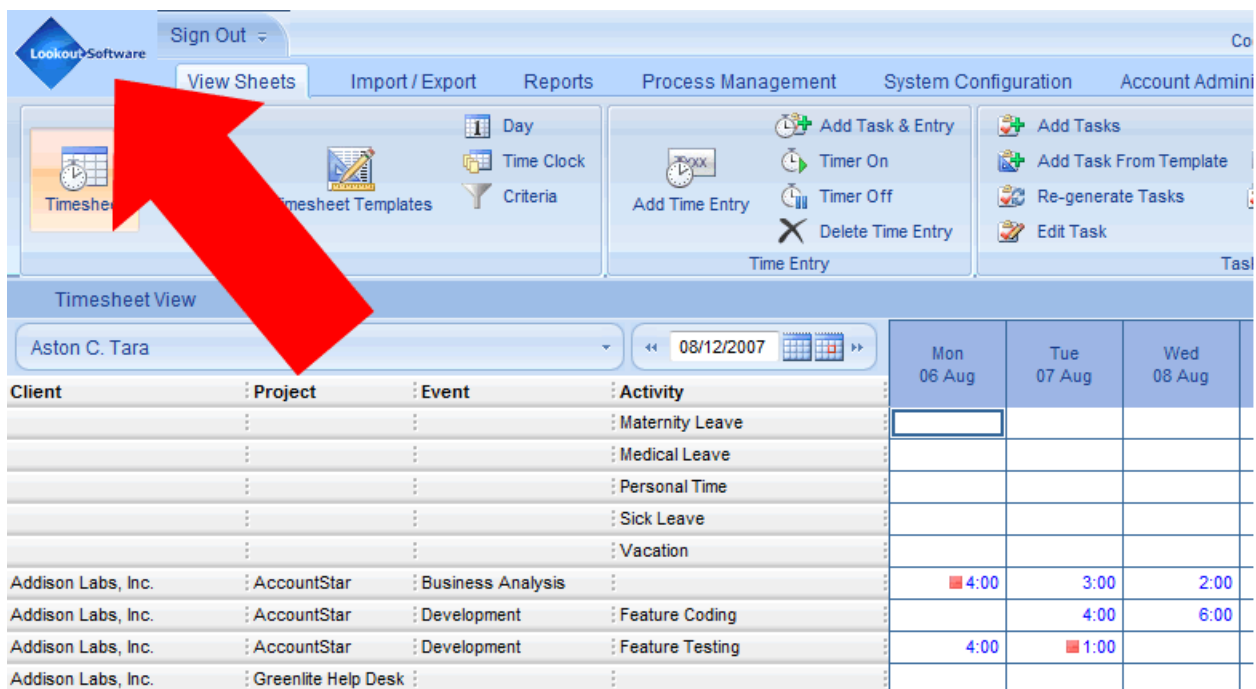 Sign Out
LookoutSoftware
View Sheets Import / Export Reports Process Management System Configuration
Day
Time Clock
Criteria
Timesheet Templates
Add Time Entry
Add Task & Entry
Timer On
Timer Off
Delete Time Entry
Time Entry
Add Tasks
Add Task From Template
Re-generate Tasks
Edit Task
Timesheet View
Aston C. Tara 08/12/2007 Mon Tue Wed
06 Aug 07 Aug 08 Aug
Client Project Event Activity
Maternity Leave
Medical Leave
Personal Time
Sick Leave
Vacation
Addison Labs, Inc. AccountStar Business Analysis 4:00 3:00 2:00
Addison Labs, Inc. AccountStar Development Feature Coding 4:00 6:00
Addison Labs, Inc. AccountStar Development Feature Testing 4:00 1:00
Addison Labs, Inc. Greenlite Help Desk